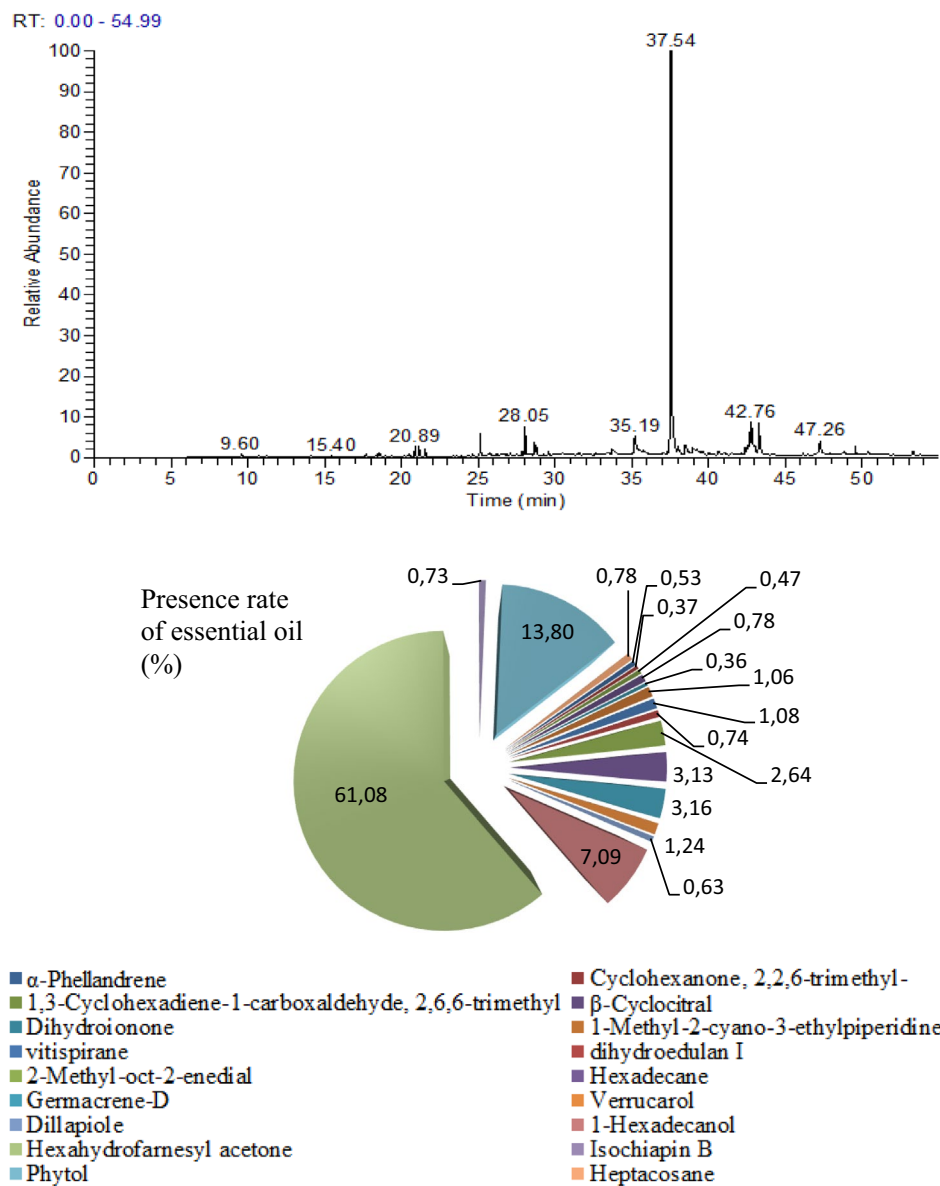 RT: 0.00 - 54.99
37.54
100
90
80
70
60
50
40
30
20
10
0
Relative Abundance
9.60
15.40
20.89
28.05
35.19
42.76
47.26
0 5 10 15 20 25 30 35 40 45 50
Time (min)
Presence rate
of essential oil
(%)
0,73
13,80
0,78
0,53
0,37
0,47
0,78
0,36
1,06
1,08
0,74
2,64
3,13
3,16
1,24
0,63
7,09
61,08
α-Phellandrene
Cyclohexanone, 2,2,6-trimethyl-
1,3-Cyclohexadiene-1-carboxaldehyde, 2,6,6-trimethyl
β-Cyclocitral
Dihydroionone
1-Methyl-2-cyano-3-ethylpiperidine
vitispirane
dihydroedulan I
2-Methyl-oct-2-enedial
Hexadecane
Germacrene-D
Verrucarol
Dillapiole
1-Hexadecanol
Hexahydrofarnesyl acetone
Isochiapin B
Phytol
Heptacosane